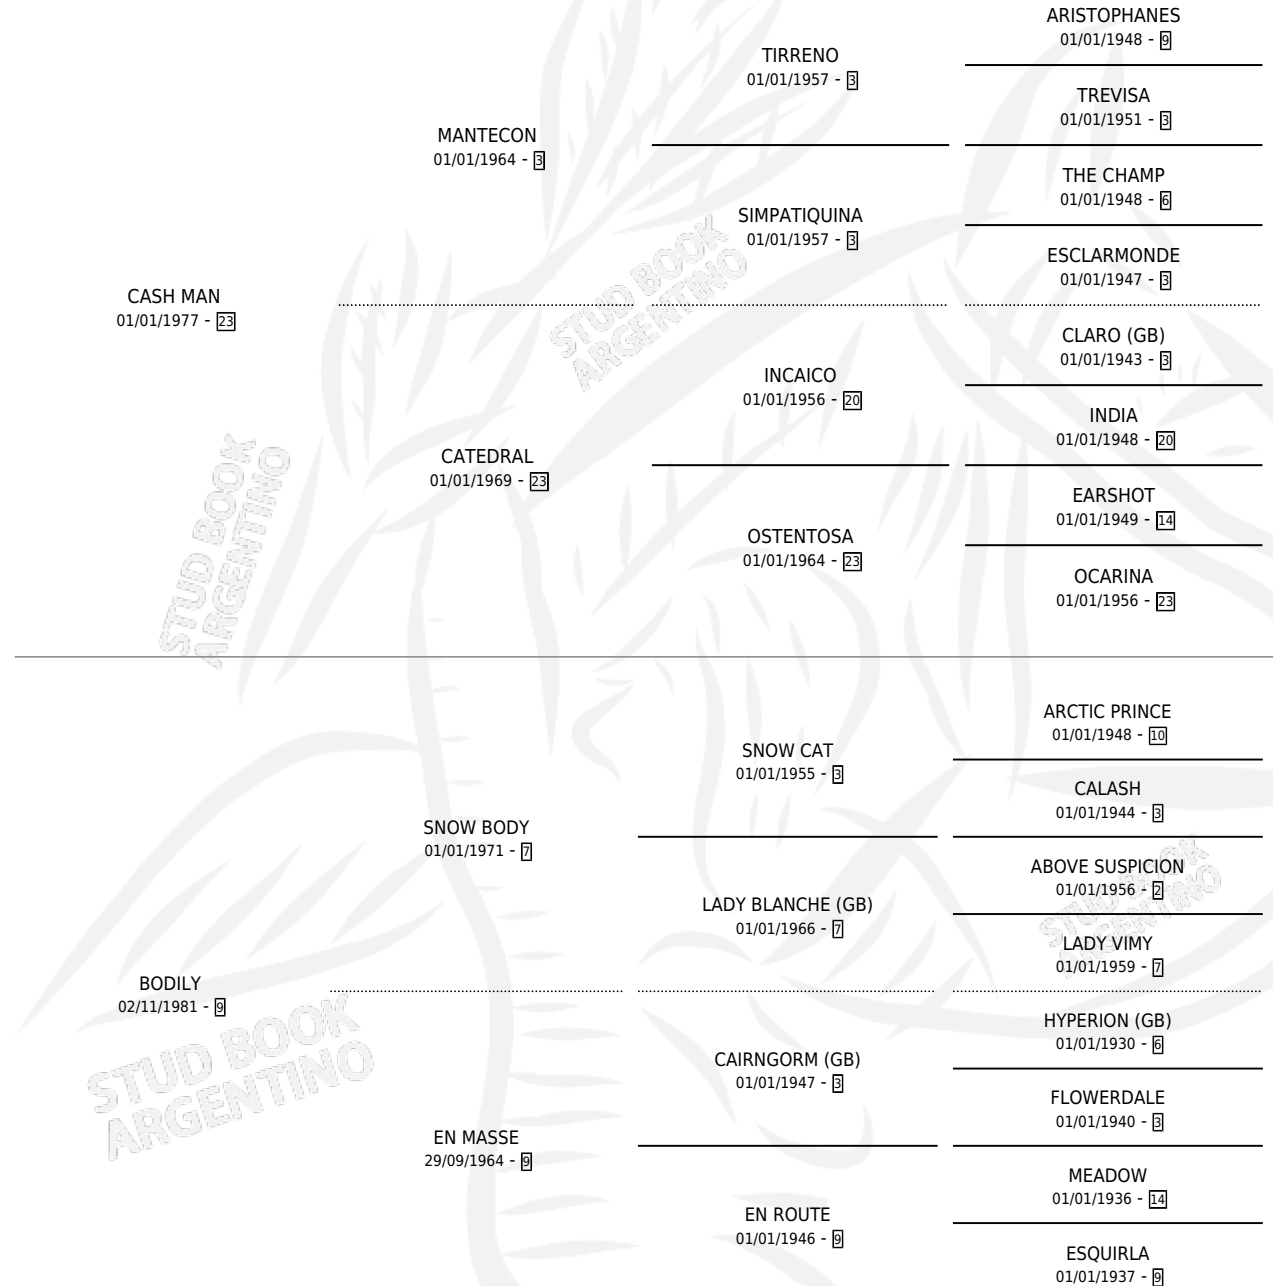 ARISTOPHANES
01/01/1948 - 9
TIRRENO
01/01/1957 - 3
TREVISA
01/01/1951 - 3
MANTECON
01/01/1964 - 3
THE CHAMP
01/01/1948 - 6
SIMPATIQUINA
01/01/1957 - 3
ESCLARMONDE
01/01/1947 - 3
CASH MAN
01/01/1977 - 23
STUD BOOK
ARGENTINO
CLARO (GB)
01/01/1943 - 3
INCAICO
01/01/1956 - 20
INDIA
01/01/1948 - 20
CATEDRAL
01/01/1969 - 23
EARSHOT
01/01/1949 - 14
OSTENTOSA
01/01/1964 - 23
OCARINA
01/01/1956 - 23
STUD BOOK
ARGENTINO
ARCTIC PRINCE
01/01/1948 - 10
SNOW CAT
01/01/1955 - 3
CALASH
01/01/1944 - 3
SNOW BODY
01/01/1971 - 7
ABOVE SUSPICION
01/01/1956 - 2
LADY BLANCHE (GB)
01/01/1966 - 7
STUD BOOK
ARGENTINO
LADY VIMY
01/01/1959 - 7
BODILY
02/11/1981 - 9
HYPERION (GB)
01/01/1930 - 6
CAIRNGORM (GB)
01/01/1947 - 3
STUD BOOK
ARGENTINO
FLOWERDALE
01/01/1940 - 3
EN MASSE
29/09/1964 - 9
MEADOW
01/01/1936 - 14
EN ROUTE
01/01/1946 - 9
ESQUIRLA
01/01/1937 - 9